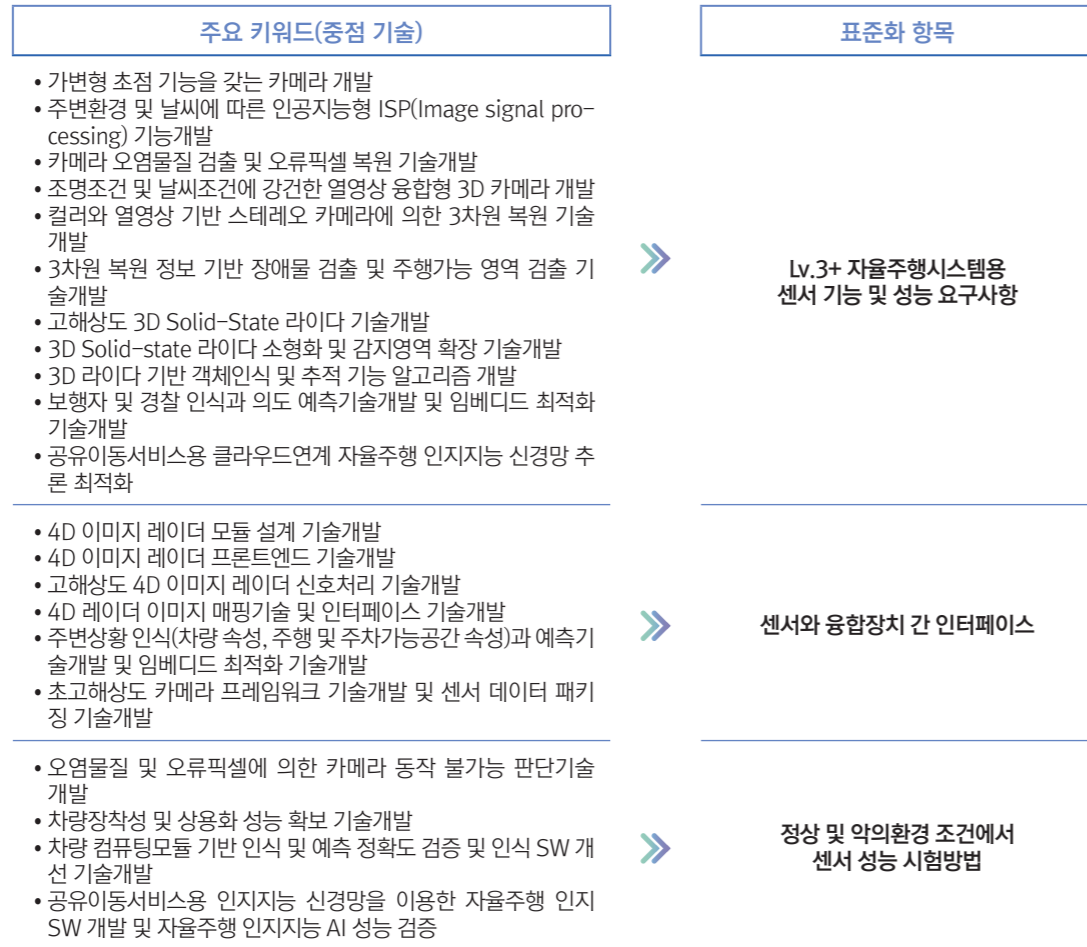 주요 키워드(중점 기술)
표준화 항목
• 가변형 초점 기능을 갖는 카메라 개발
• 주변환경 및 날씨에 따른 인공지능형 ISP(Image signal pro-
cessing) 기능개발
• 카메라 오염물질 검출 및 오류픽셀 복원 기술개발
• 조명조건 및 날씨조건에 강건한 열영상 융합형 3D 카메라 개발
• 컬러와 열영상 기반 스테레오 카메라에 의한 3차원 복원 기술
개발
• 3차원 복원 정보 기반 장애물 검출 및 주행가능 영역 검출 기
술개발
• 고해상도 3D Solid-State 라이다 기술개발
• 3D Solid-state 라이다 소형화 및 감지영역 확장 기술개발
• 3D 라이다 기반 객체인식 및 추적 기능 알고리즘 개발
• 보행자 및 경찰 인식과 의도 예측기술개발 및 임베디드 최적화
기술개발
• 공유이동서비스용 클라우드연계 자율주행 인지지능 신경망 추
론 최적화
Lv.3+ 자율주행시스템용
센서 기능 및 성능 요구사항
• 4D 이미지 레이더 모듈 설계 기술개발
• 4D 이미지 레이더 프론트엔드 기술개발
• 고해상도 4D 이미지 레이더 신호처리 기술개발
• 4D 레이더 이미지 매핑기술 및 인터페이스 기술개발
• 주변상황 인식(차량 속성, 주행 및 주차가능공간 속성)과 예측기
술개발 및 임베디드 최적화 기술개발
• 초고해상도 카메라 프레임워크 기술개발 및 센서 데이터 패키
징 기술개발
센서와 융합장치 간 인터페이스
• 오염물질 및 오류픽셀에 의한 카메라 동작 불가능 판단기술
개발
• 차량장착성 및 상용화 성능 확보 기술개발
• 차량 컴퓨팅모듈 기반 인식 및 예측 정확도 검증 및 인식 SW 개
선 기술개발
• 공유이동서비스용 인지지능 신경망을 이용한 자율주행 인지
SW 개발 및 자율주행 인지지능 AI 성능 검증
정상 및 악의환경 조건에서
센서 성능 시험방법